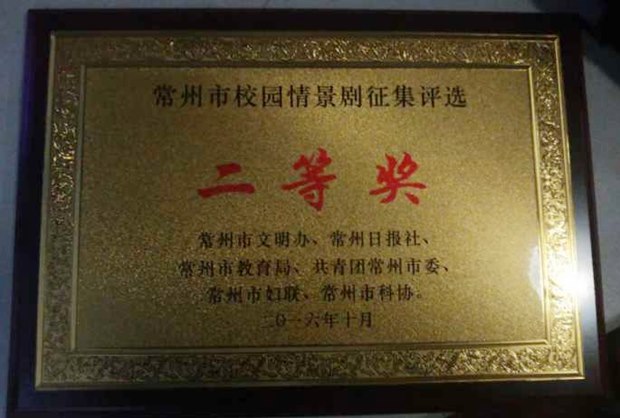 常州市校园情景剧征集评选
二等奖
常州市文明办、常州日报社、
常州市教育局、共青团常州市委、
常州市妇联、常州市科协。
二〇一六年十月